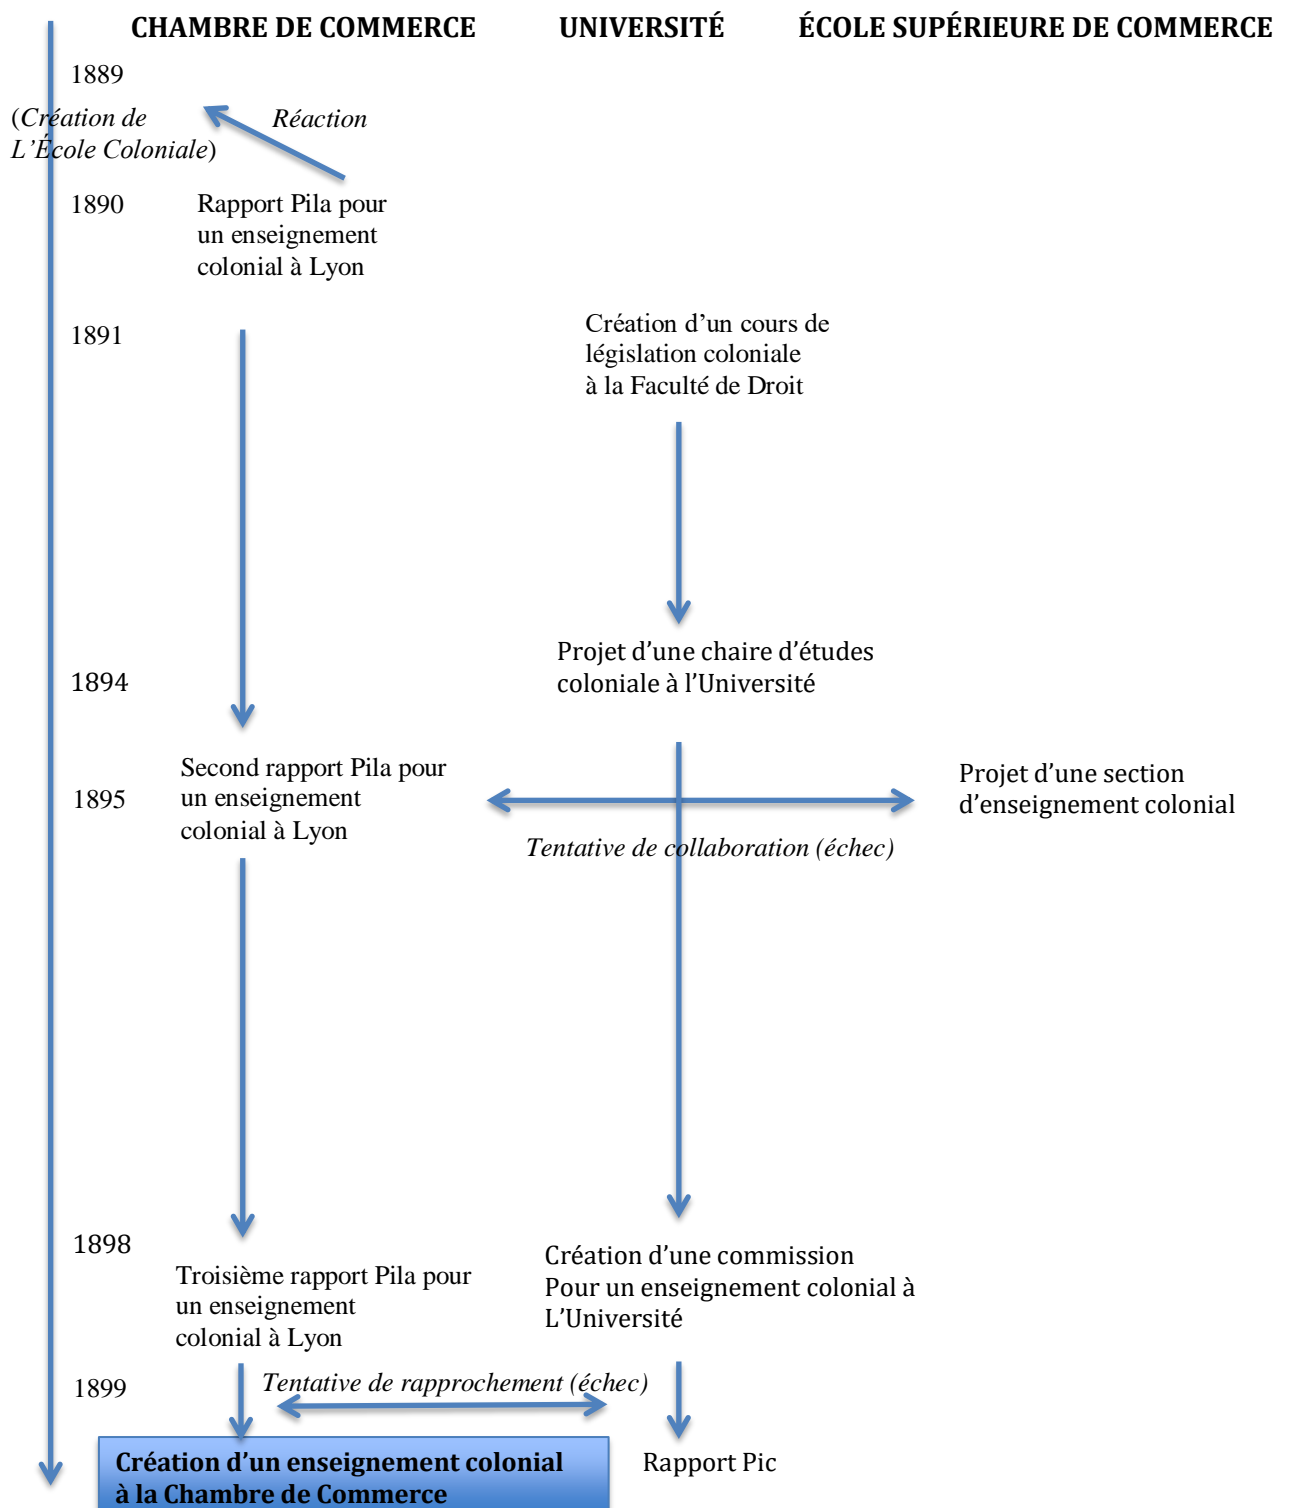 CHAMBRE DE COMMERCE UNIVERSITÉ ÉCOLE SUPÉRIEURE DE COMMERCE
1889
(Création de
L’École Coloniale)
Réaction
1890
Rapport Pila pour
un enseignement
colonial à Lyon
1891
Création d’un cours de
législation coloniale
à la Faculté de Droit
1894
Projet d’une chaire d’études
coloniale à l’Université
1895
Second rapport Pila pour
un enseignement
colonial à Lyon
Projet d’une section
d’enseignement colonial
Tentative de collaboration (échec)
1898
Troisième rapport Pila pour
un enseignement
colonial à Lyon
Création d’une commission
Pour un enseignement colonial à
L’Université
1899
Tentative de rapprochement (échec)
Création d’un enseignement colonial
à la Chambre de Commerce
Rapport Pic